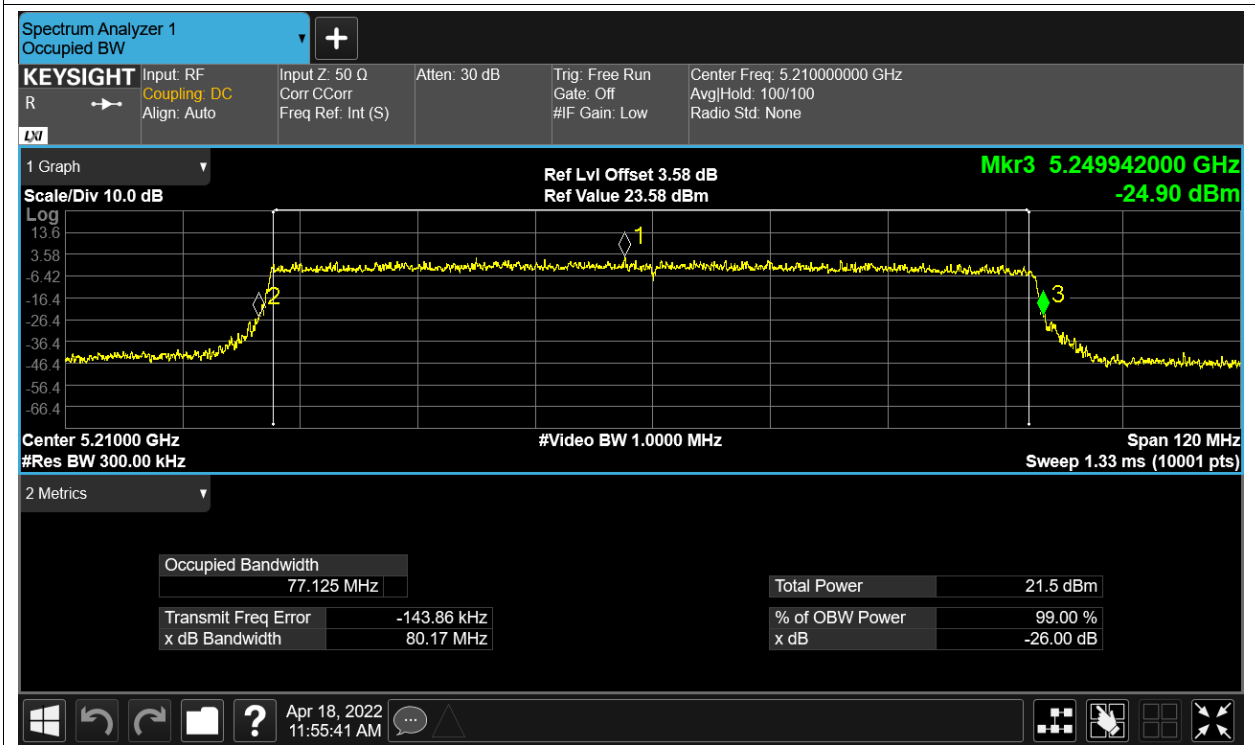 Spectrum Analyzer 1
Occupied BW
KEYSIGHT
R
LXI
Input: RF
Coupling: DC
Align: Auto
Input Z: 50 Ω
Corr CCorr
Freq Ref: Int (S)
Atten: 30 dB
Trig: Free Run
Gate: Off
#IF Gain: Low
Center Freq: 5.210000000 GHz
Avg|Hold: 100/100
Radio Std: None
1 Graph
Scale/Div 10.0 dB
Ref Lvl Offset 3.58 dB
Ref Value 23.58 dBm
Mkr3 5.249942000 GHz
-24.90 dBm
Log
13.6
3.58
-6.42
-16.4
-26.4
-36.4
-46.4
-56.4
-66.4
1
2
3
Center 5.21000 GHz
#Video BW 1.0000 MHz
Span 120 MHz
#Res BW 300.00 kHz
Sweep 1.33 ms (10001 pts)
2 Metrics
Occupied Bandwidth
77.125 MHz
Transmit Freq Error -143.86 kHz
x dB Bandwidth 80.17 MHz
Total Power 21.5 dBm
% of OBW Power 99.00 %
x dB -26.00 dB
?
Apr 18, 2022
11:55:41 AM